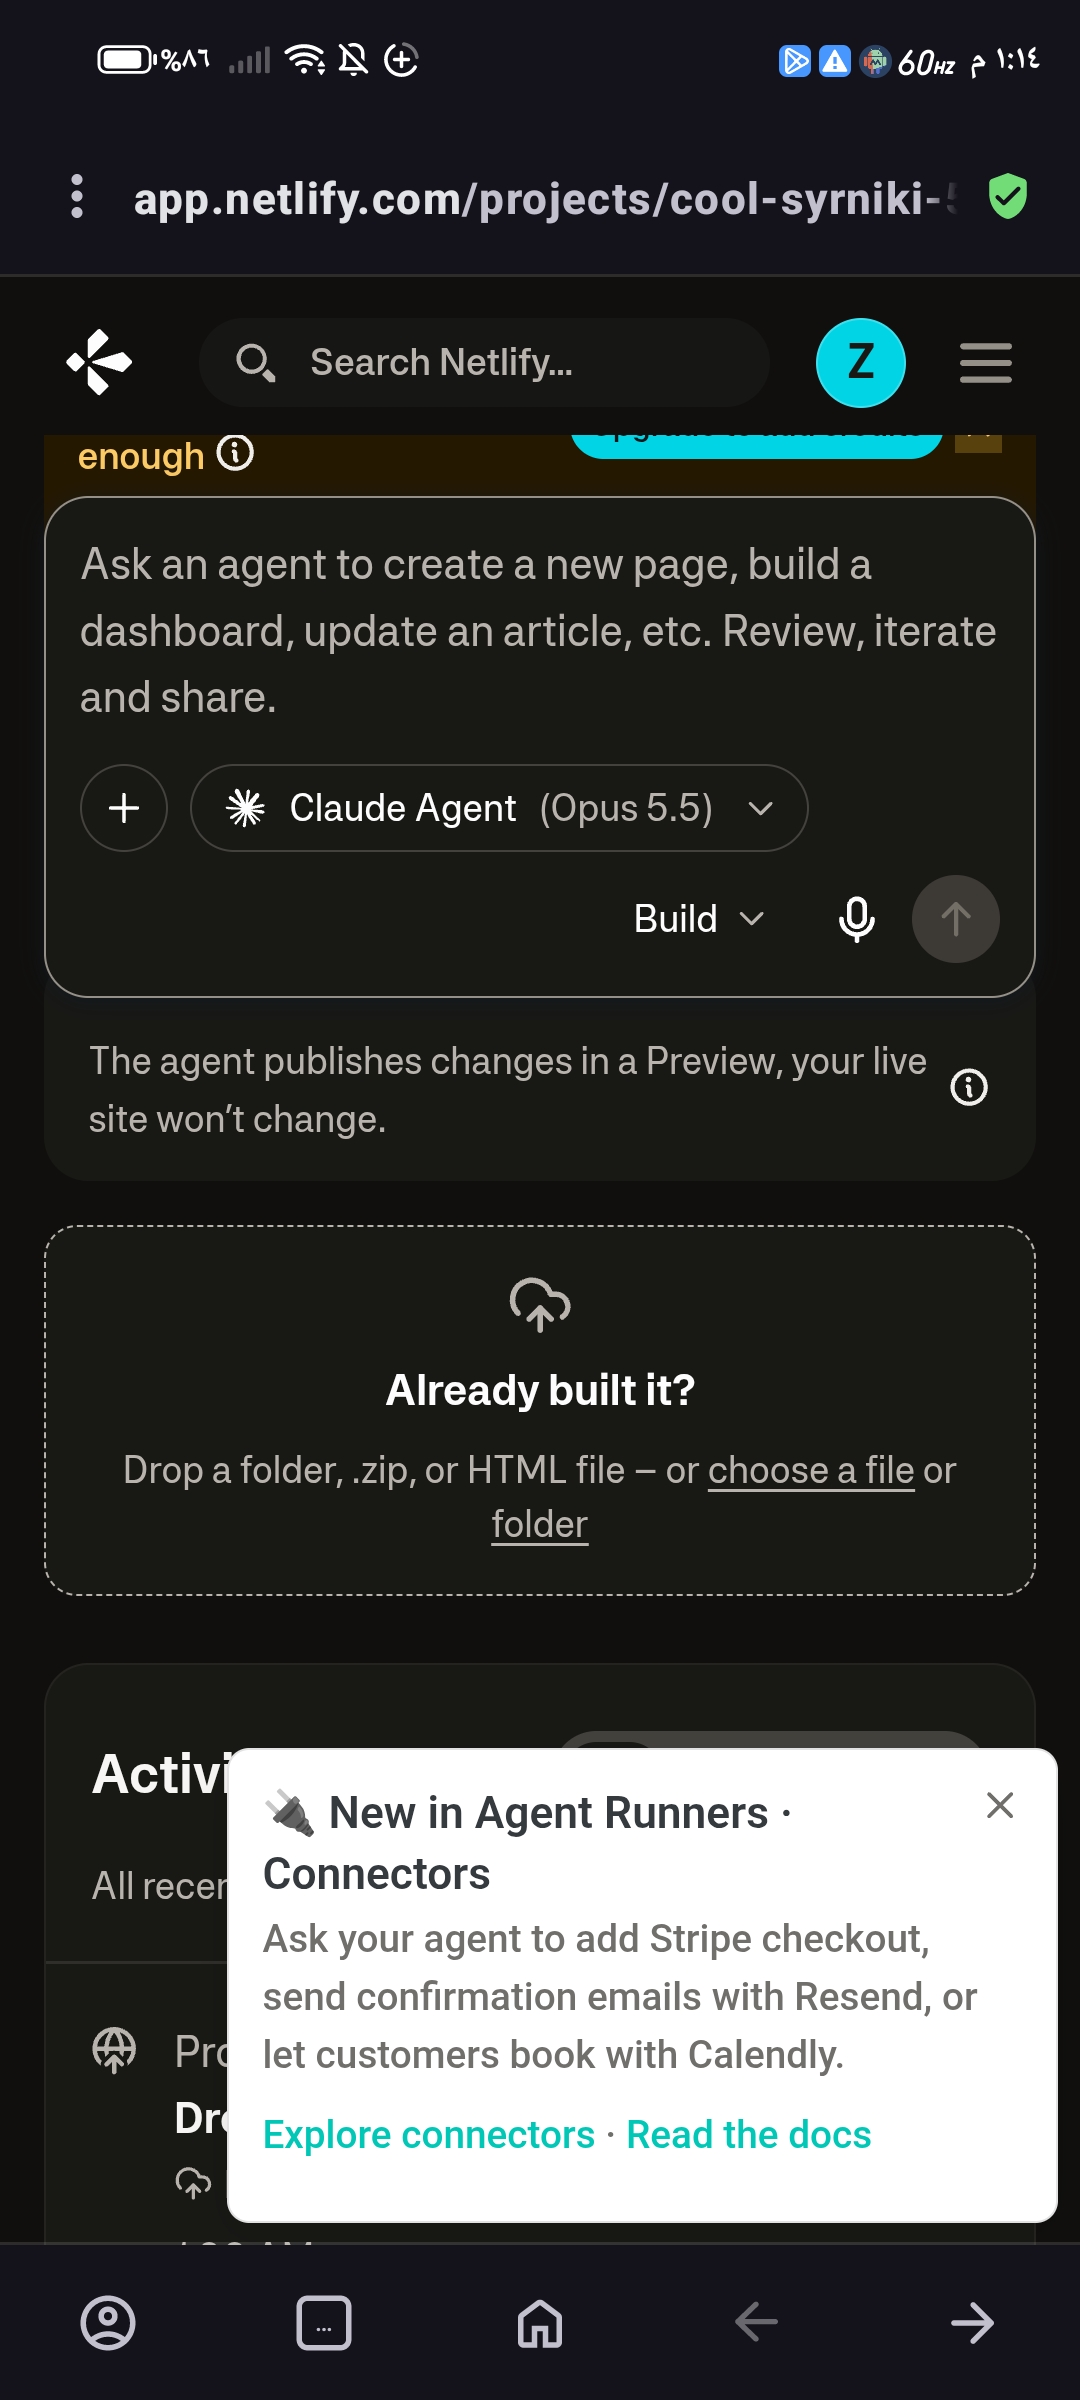 %٨٦
60HZ
١:١٤ م
app.netlify.com/projects/cool-syrniki-
Search Netlify...
Z
enough
Ask an agent to create a new page, build a
dashboard, update an article, etc. Review, iterate
and share.
Claude Agent (Opus 5.5)
Build
The agent publishes changes in a Preview, your live
site won't change.
Already built it?
Drop a folder, .zip, or HTML file – or choose a file or
folder
Activi
All recen
🔌 New in Agent Runners ·
Connectors
Ask your agent to add Stripe checkout,
send confirmation emails with Resend, or
let customers book with Calendly.
Explore connectors · Read the docs
Pro
Dro